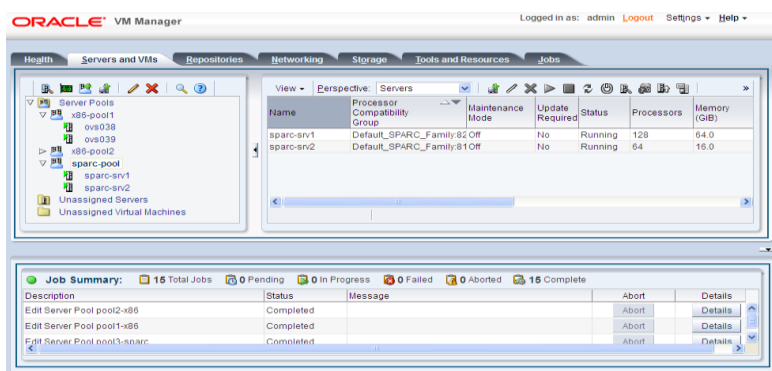 ORACLE VM Manager
Logged in as: admin Logout Settings Help
Health Servers and VMs Repositories Networking Storage Tools and Resources Jobs
View Perspective: Servers »
Server Pools
x86-pool1
ovs038
ovs039
x86-pool2
sparc-pool
sparc-srv1
sparc-srv2
Unassigned Servers
Unassigned Virtual Machines
Name Processor Compatibility Group Maintenance Mode Update Required Status Processors Memory (GiB)
sparc-srv1 Default_SPARC_Family:82 Off No Running 128 64.0
sparc-srv2 Default_SPARC_Family:81 Off No Running 64 16.0
Job Summary: 15 Total Jobs 0 Pending 0 In Progress 0 Failed 0 Aborted 15 Complete
Description Status Message Abort Details
Edit Server Pool pool2-x86 Completed Abort Details
Edit Server Pool pool1-x86 Completed Abort Details
Edit Server Pool pool3-sparc Completed Abort Details